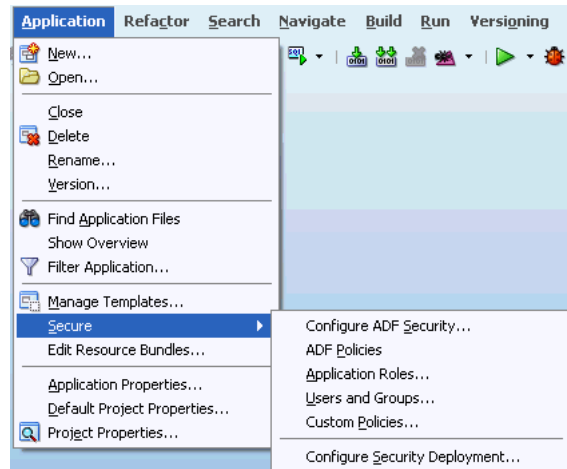 Application Refactor Search Navigate Build Run Versioning
New...
Open...
Close
Delete
Rename...
Version...
Find Application Files
Show Overview
Filter Application...
Manage Templates...
Secure
Edit Resource Bundles...
Application Properties...
Default Project Properties...
Project Properties...
Configure ADF Security...
ADF Policies
Application Roles...
Users and Groups...
Custom Policies...
Configure Security Deployment...